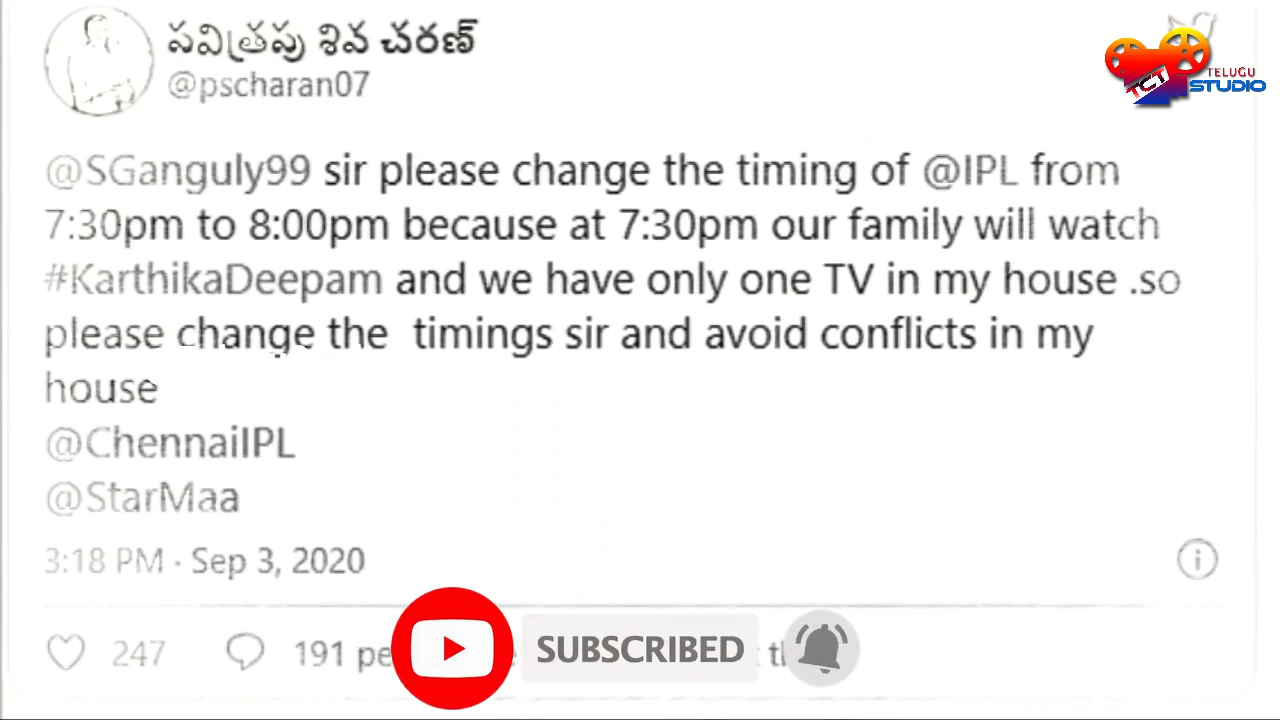 పవిత్రపు శివ చరణ్
@pscharan07
TCT TELUGU STUDIO
@SGanguly99 sir please change the timing of @IPL from
7:30pm to 8:00pm because at 7:30pm our family will watch
#KarthikaDeepam and we have only one TV in my house .so
please change the timings sir and avoid conflicts in my
house
@ChennaiIPL
@StarMaa
3:18 PM · Sep 3, 2020
247 191
SUBSCRIBED